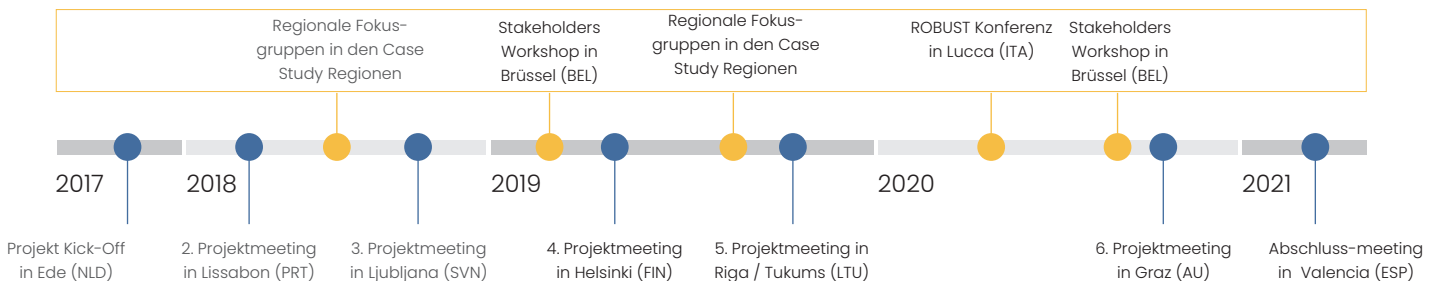 Regionale Fokus-
gruppen in den Case
Study Regionen
Stakeholders
Workshop in
Brüssel (BEL)
Regionale Fokus-
gruppen in den Case
Study Regionen
ROBUST Konferenz
in Lucca (ITA)
Stakeholders
Workshop in
Brüssel (BEL)
2017
2018
2019
2020
2021
Projekt Kick-Off
in Ede (NLD)
2. Projektmeeting
in Lissabon (PRT)
3. Projektmeeting
in Ljubljana (SVN)
4. Projektmeeting
in Helsinki (FIN)
5. Projektmeeting in
Riga / Tukums (LTU)
6. Projektmeeting
in Graz (AU)
Abschluss-meeting
in Valencia (ESP)